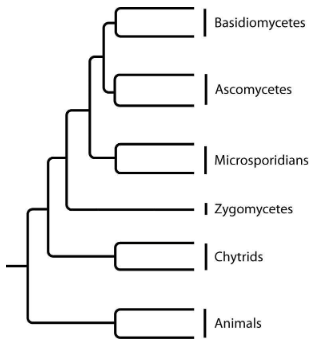 Basidiomycetes
Ascomycetes
Microsporidians
Zygomycetes
Chytrids
Animals